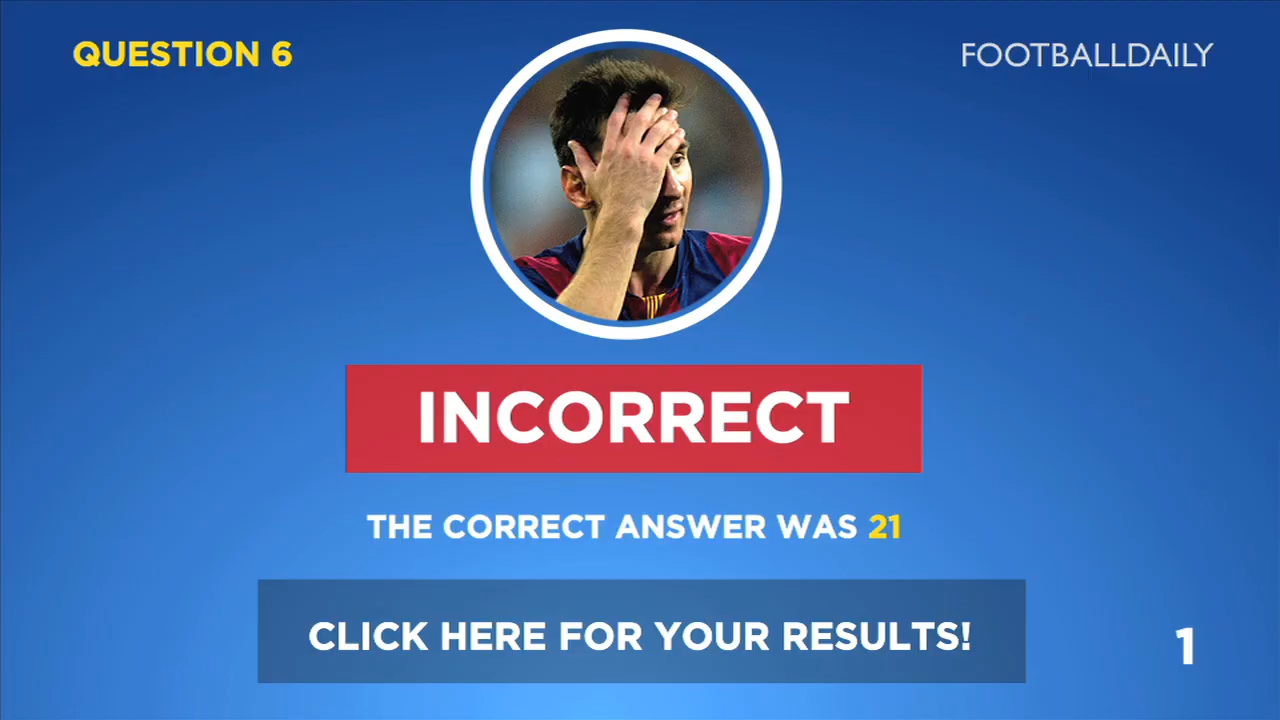 QUESTION 6
FOOTBALLDAILY
INCORRECT
THE CORRECT ANSWER WAS 21
CLICK HERE FOR YOUR RESULTS!
1